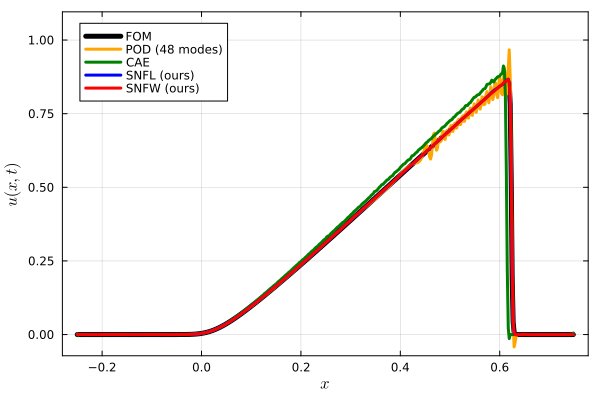 FOM
POD (48 modes)
CAE
SNFL (ours)
SNFW (ours)
1.00
0.75
0.50
0.25
0.00
u(x, t)
−0.2 0.0 0.2 0.4 0.6
x